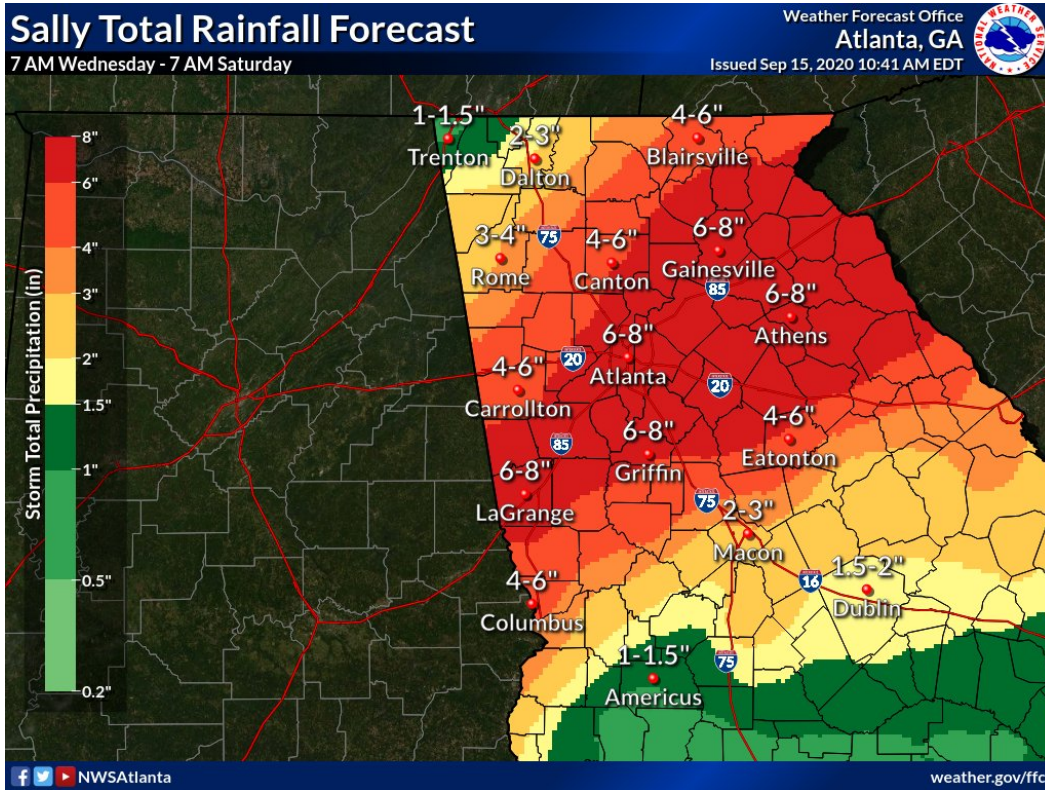 Sally Total Rainfall Forecast
7 AM Wednesday - 7 AM Saturday
Weather Forecast Office
Atlanta, GA
Issued Sep 15, 2020 10:41 AM EDT
NATIONAL WEATHER SERVICE
Storm Total Precipitation (in)
8"
6"
4"
3"
2"
1.5"
1"
0.5"
0.2"
1-1.5"
Trenton
2-3"
Dalton
4-6"
Blairsville
3-4"
Rome
75
4-6"
Canton
6-8"
Gainesville
85
6-8"
Athens
6-8"
Atlanta
20
20
4-6"
Carrollton
85
6-8"
Griffin
4-6"
Eatonton
6-8"
LaGrange
75
2-3"
Macon
4-6"
Columbus
16
1.5-2"
Dublin
1-1.5"
Americus
75
NWSAtlanta
weather.gov/ffc